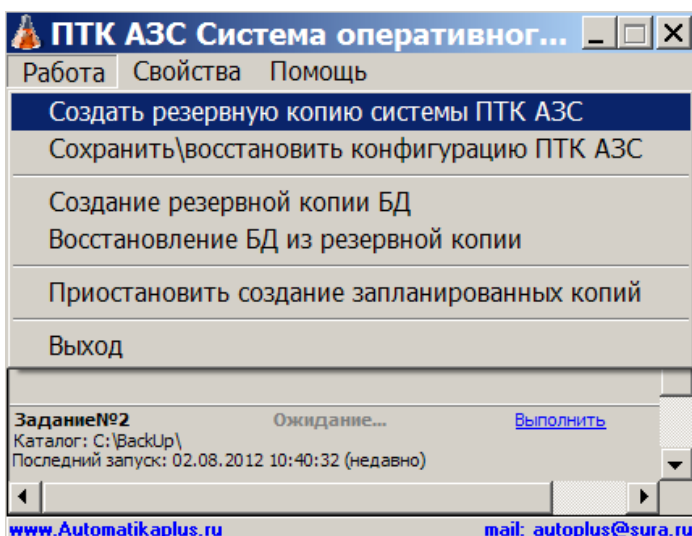 ПТК АЗС Система оперативног...
Работа Свойства Помощь
Создать резервную копию системы ПТК АЗС
Сохранить\восстановить конфигурацию ПТК АЗС
Создание резервной копии БД
Восстановление БД из резервной копии
Приостановить создание запланированных копий
Выход
Задание№2 Ожидание... Выполнить
Каталог: C:\BackUp\
Последний запуск: 02.08.2012 10:40:32 (недавно)
www.Automatikaplus.ru mail: autoplus@sura.ru